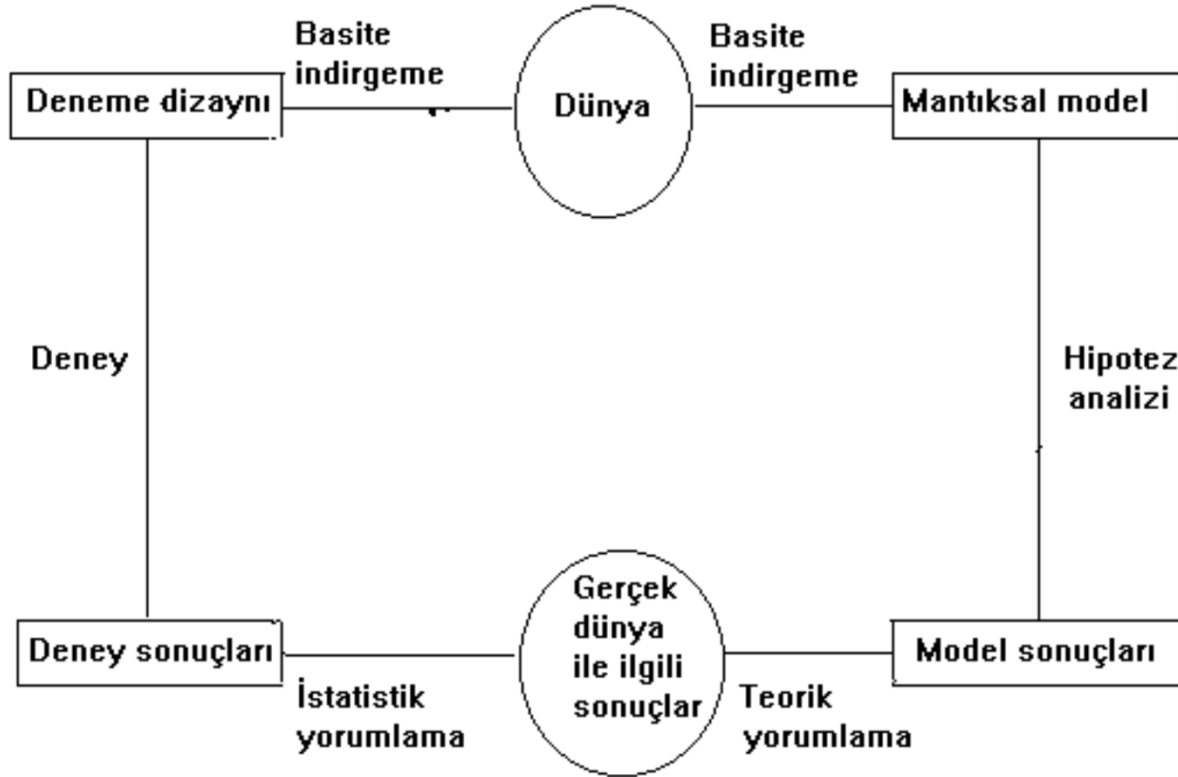 Basite
indirgeme
Basite
indirgeme
Deneme dizaynı
Dünya
Mantıksal model
Deney
Hipotez
analizi
Gerçek
dünya
ile ilgili
sonuçlar
Deney sonuçları
Model sonuçları
İstatistik
yorumlama
Teorik
yorumlama